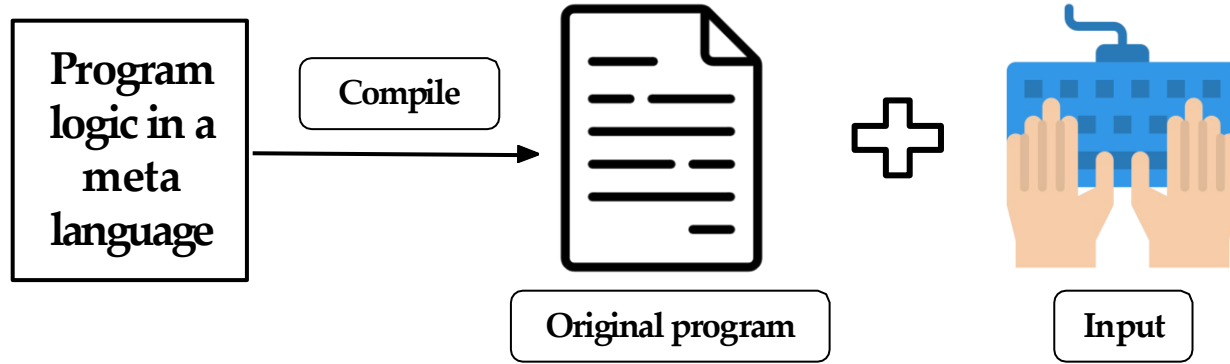 Program
logic in a
meta
language
Compile
Original program
Input